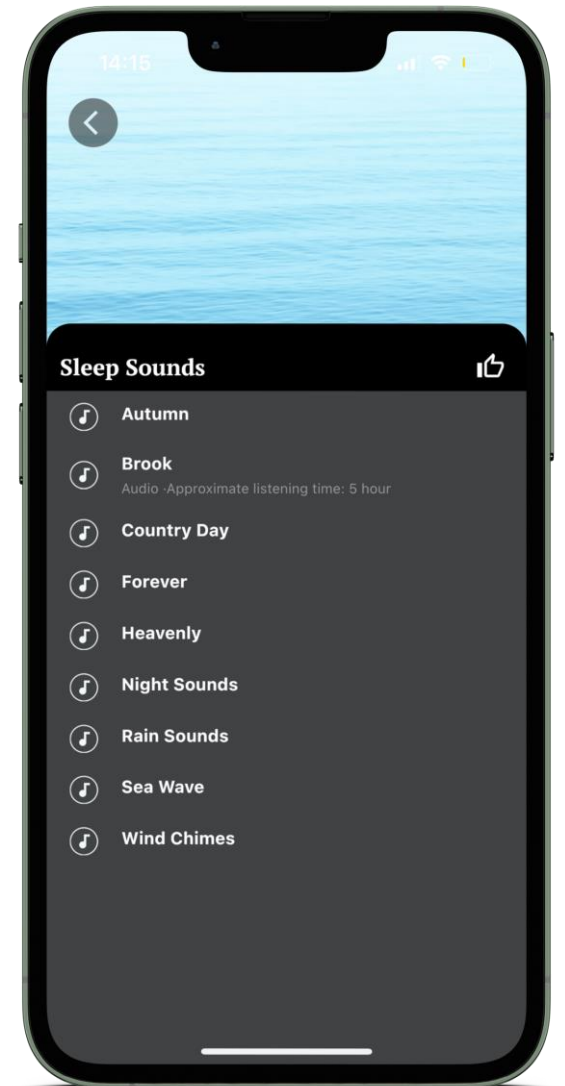 14:15
Sleep Sounds
Autumn
Brook
Audio ·Approximate listening time: 5 hour
Country Day
Forever
Heavenly
Night Sounds
Rain Sounds
Sea Wave
Wind Chimes